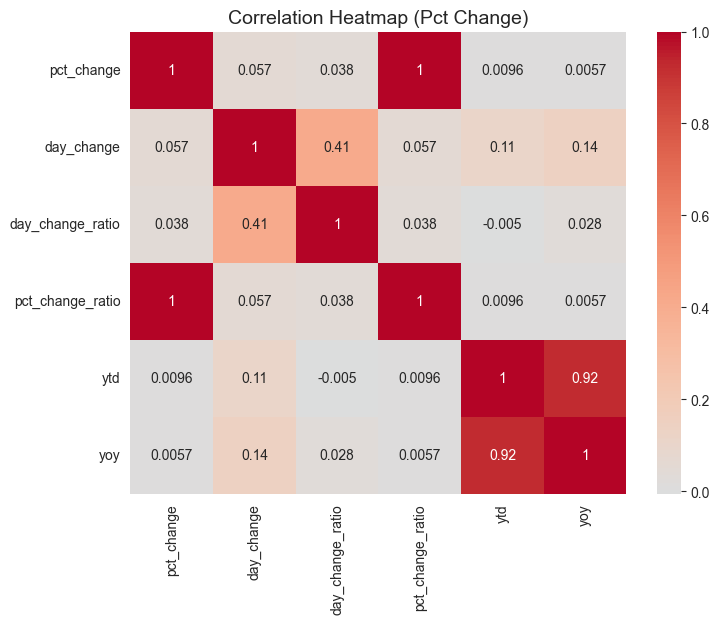 Correlation Heatmap (Pct Change)
pct_change 1 0.057 0.038 1 0.0096 0.0057
day_change 0.057 1 0.41 0.057 0.11 0.14
day_change_ratio 0.038 0.41 1 0.038 -0.005 0.028
pct_change_ratio 1 0.057 0.038 1 0.0096 0.0057
ytd 0.0096 0.11 -0.005 0.0096 1 0.92
yoy 0.0057 0.14 0.028 0.0057 0.92 1
pct_change
day_change
day_change_ratio
pct_change_ratio
ytd
yoy
1.0
0.8
0.6
0.4
0.2
0.0